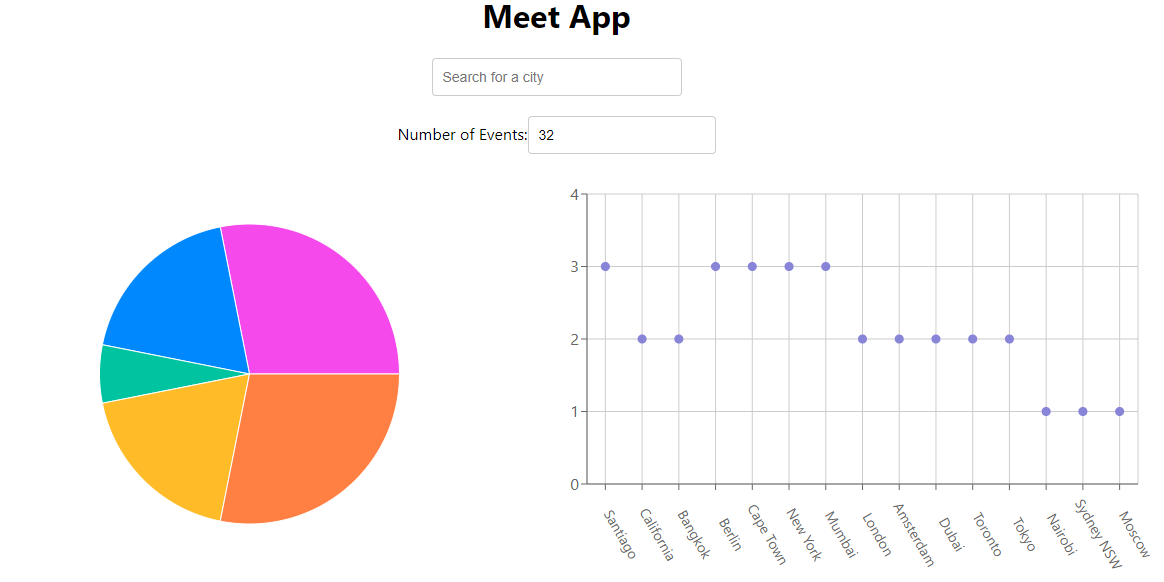 Meet App
Search for a city
Number of Events: 32
4
3
2
1
0
Santiago
California
Bangkok
Berlin
Cape Town
New York
Mumbai
London
Amsterdam
Dubai
Toronto
Tokyo
Nairobi
Sydney NSW
Moscow